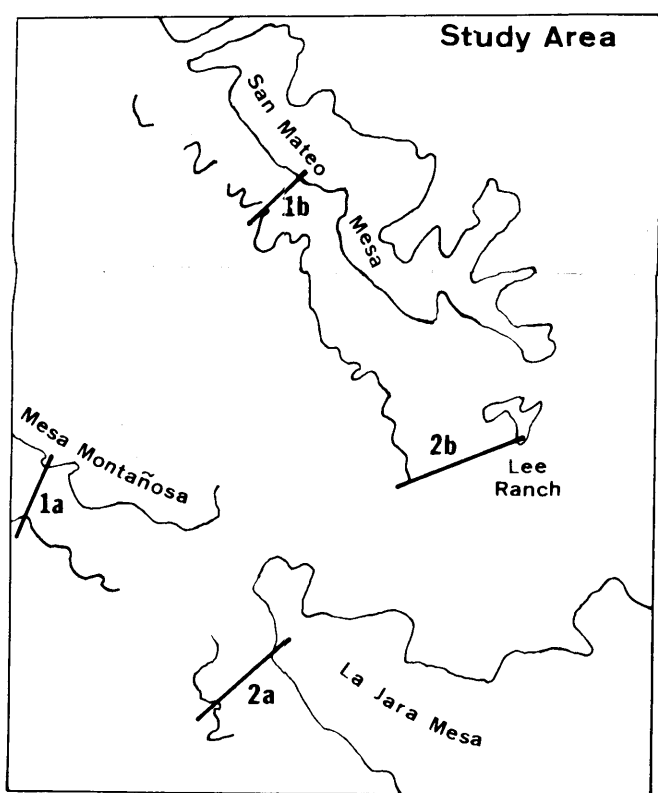 Study Area
San Mateo
Mesa
1b
Mesa Montañosa
1a
2b
Lee
Ranch
2a
La Jara Mesa